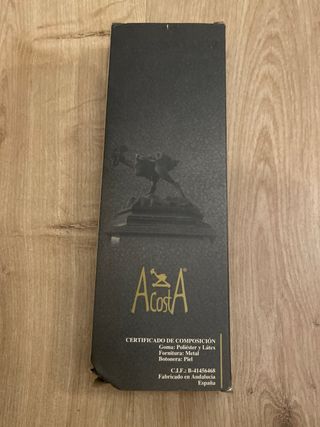 AcostA®
CERTIFICADO DE COMPOSICIÓN
Goma: Poliéster y Látex
Fornitura: Metal
Botonera: Piel
C.I.F.: B-41456468
Fabricado en Andalucía
España